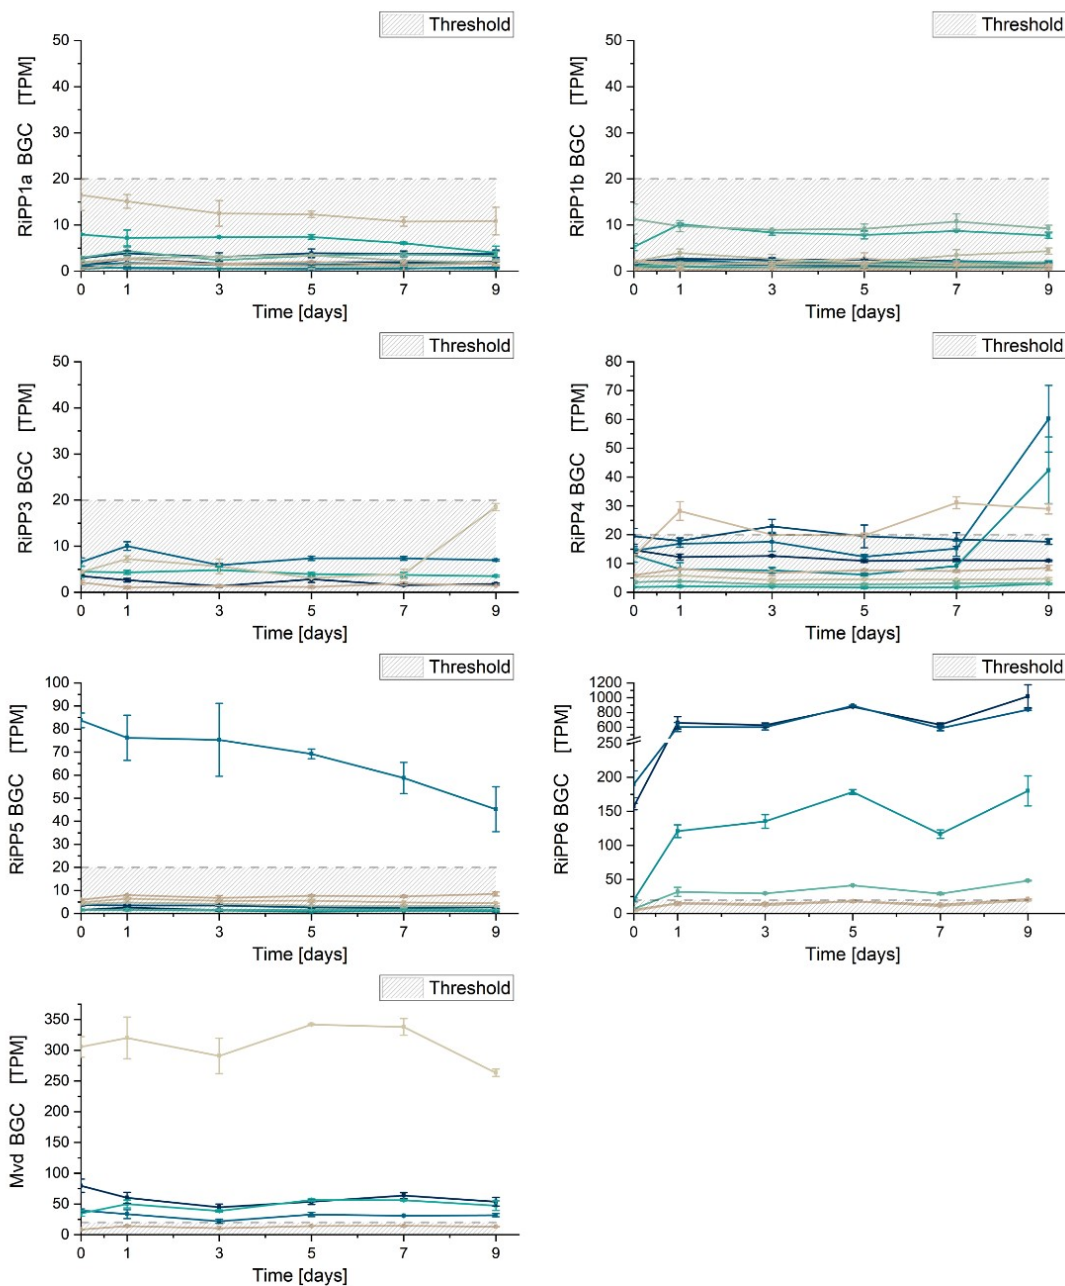 Threshold
50
40
30
20
10
0
RiPP1a BGC [TPM]
0 1 3 5 7 9
Time [days]
Threshold
50
40
30
20
10
0
RiPP1b BGC [TPM]
0 1 3 5 7 9
Time [days]
Threshold
50
40
30
20
10
0
RiPP3 BGC [TPM]
0 1 3 5 7 9
Time [days]
Threshold
80
70
60
50
40
30
20
10
0
RiPP4 BGC [TPM]
0 1 3 5 7 9
Time [days]
Threshold
100
90
80
70
60
50
40
30
20
10
0
RiPP5 BGC [TPM]
0 1 3 5 7 9
Time [days]
Threshold
1200
1000
800
600
250
200
150
100
50
0
RiPP6 BGC [TPM]
0 1 3 5 7 9
Time [days]
Threshold
350
300
250
200
150
100
50
0
Mvd BGC [TPM]
0 1 3 5 7 9
Time [days]